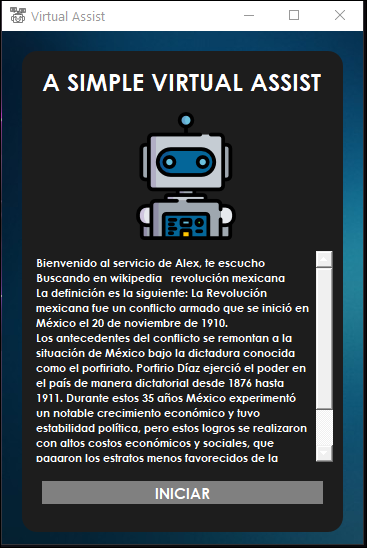 Virtual Assist
A SIMPLE VIRTUAL ASSIST
Bienvenido al servicio de Alex, te escucho
Buscando en wikipedia   revolución mexicana
La definición es la siguiente: La Revolución
mexicana fue un conflicto armado que se inició en
México el 20 de noviembre de 1910.
Los antecedentes del conflicto se remontan a la
situación de México bajo la dictadura conocida
como el porfiriato. Porfirio Díaz ejerció el poder en
el país de manera dictatorial desde 1876 hasta
1911. Durante estos 35 años México experimentó
un notable crecimiento económico y tuvo
estabilidad política, pero estos logros se realizaron
con altos costos económicos y sociales, que
pagaron los estratos menos favorecidos de la
INICIAR